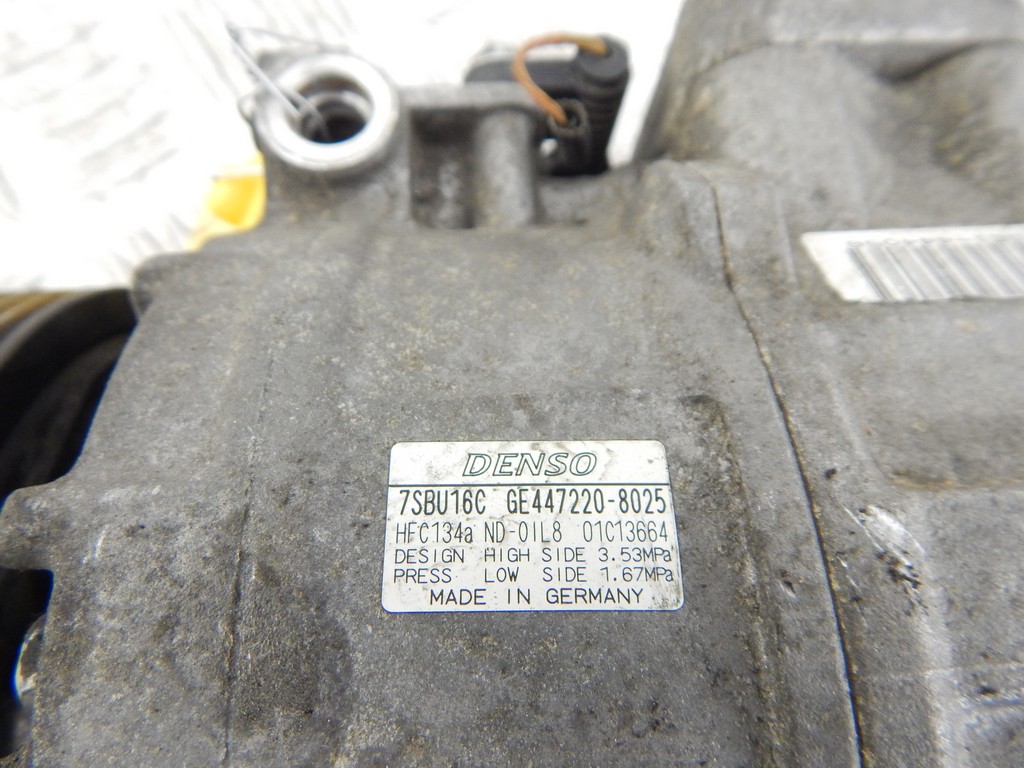 DENSO
7SBU16C GE447220-8025
HFC134a ND-OIL8 01C13664
DESIGN HIGH SIDE 3.53MPa
PRESS LOW SIDE 1.67MPa
MADE IN GERMANY